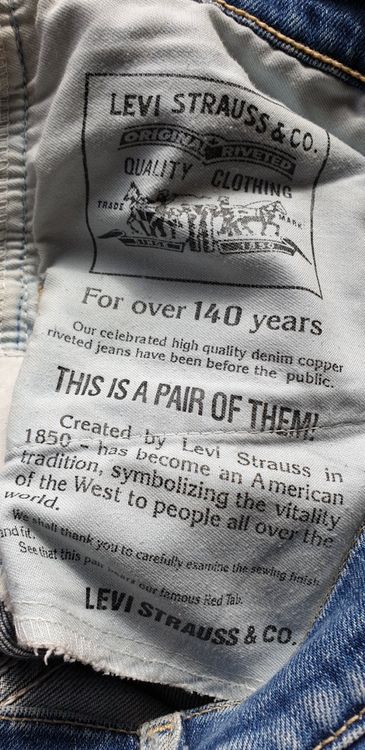 LEVI STRAUSS & CO.
ORIGINAL RIVETED
QUALITY CLOTHING
TRADE MARK
SINCE 1850
For over 140 years
Our celebrated high quality denim copper
riveted jeans have been before the public.
THIS IS A PAIR OF THEM!
Created by Levi Strauss in
1850 - has become an American
tradition, symbolizing the vitality
of the West to people all over the
world.
We shall thank you to carefully examine the sewing finish
and fit.
See that this pair bears our famous Red Tab.
LEVI STRAUSS & CO.